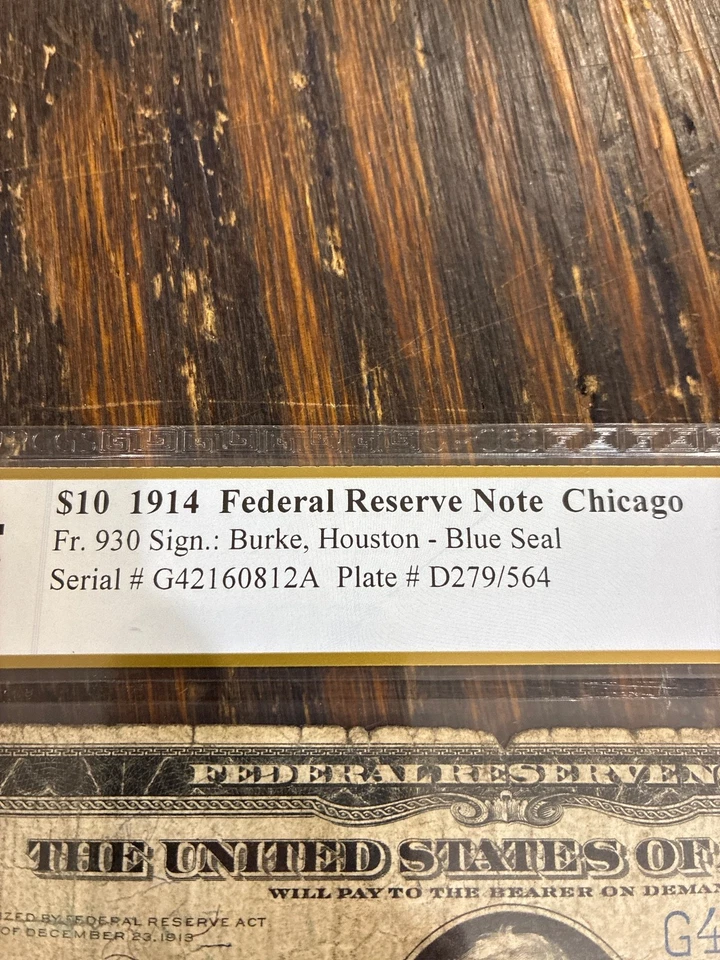 $10 1914 Federal Reserve Note Chicago
Fr. 930 Sign.: Burke, Houston - Blue Seal
Serial # G42160812A Plate # D279/564
FEDERAL RESERVE N
THE UNITED STATES OF
WILL PAY TO THE BEARER ON DEMAN
IZED BY FEDERAL RESERVE ACT
OF DECEMBER 23, 1913
G4